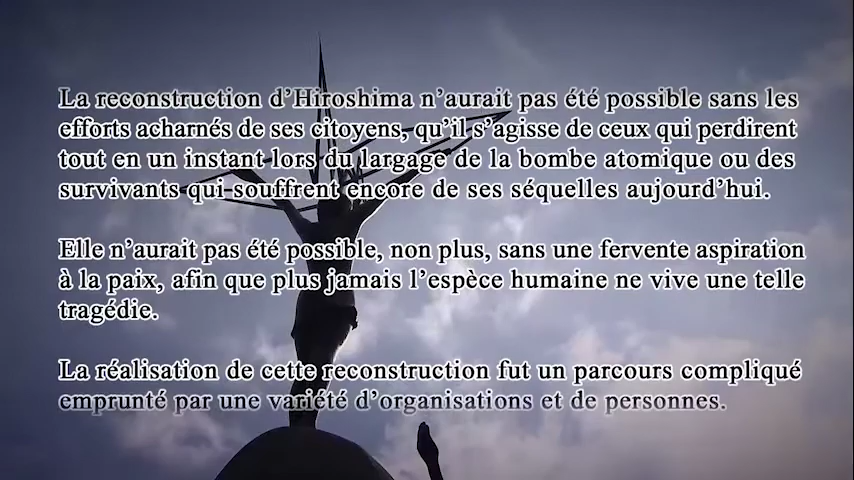 La reconstruction d'Hiroshima n'aurait pas été possible sans les
efforts acharnés de ses citoyens, qu'il s'agisse de ceux qui perdirent
tout en un instant lors du largage de la bombe atomique ou des
survivants qui souffrent encore de ses séquelles aujourd'hui.
Elle n'aurait pas été possible, non plus, sans une fervente aspiration
à la paix, afin que plus jamais l'espèce humaine ne vive une telle
tragédie.
La réalisation de cette reconstruction fut un parcours compliqué
emprunté par une variété d'organisations et de personnes.